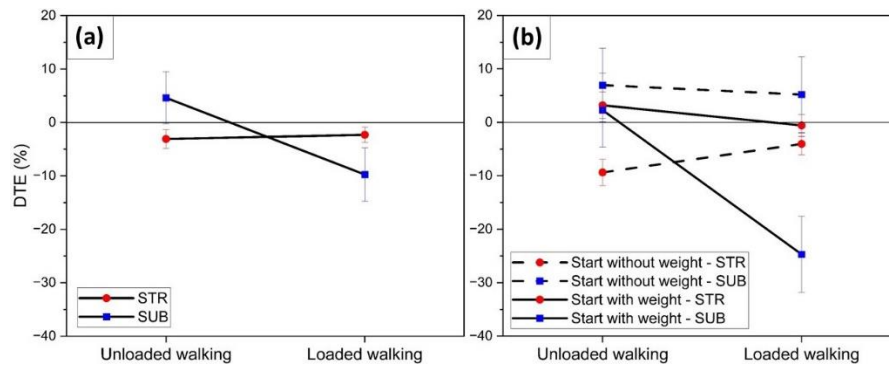 (a)
20
10
0
−10
−20
−30
−40
DTE (%)
STR
SUB
Unloaded walking
Loaded walking
(b)
20
10
0
−10
−20
−30
−40
Start without weight - STR
Start without weight - SUB
Start with weight - STR
Start with weight - SUB
Unloaded walking
Loaded walking